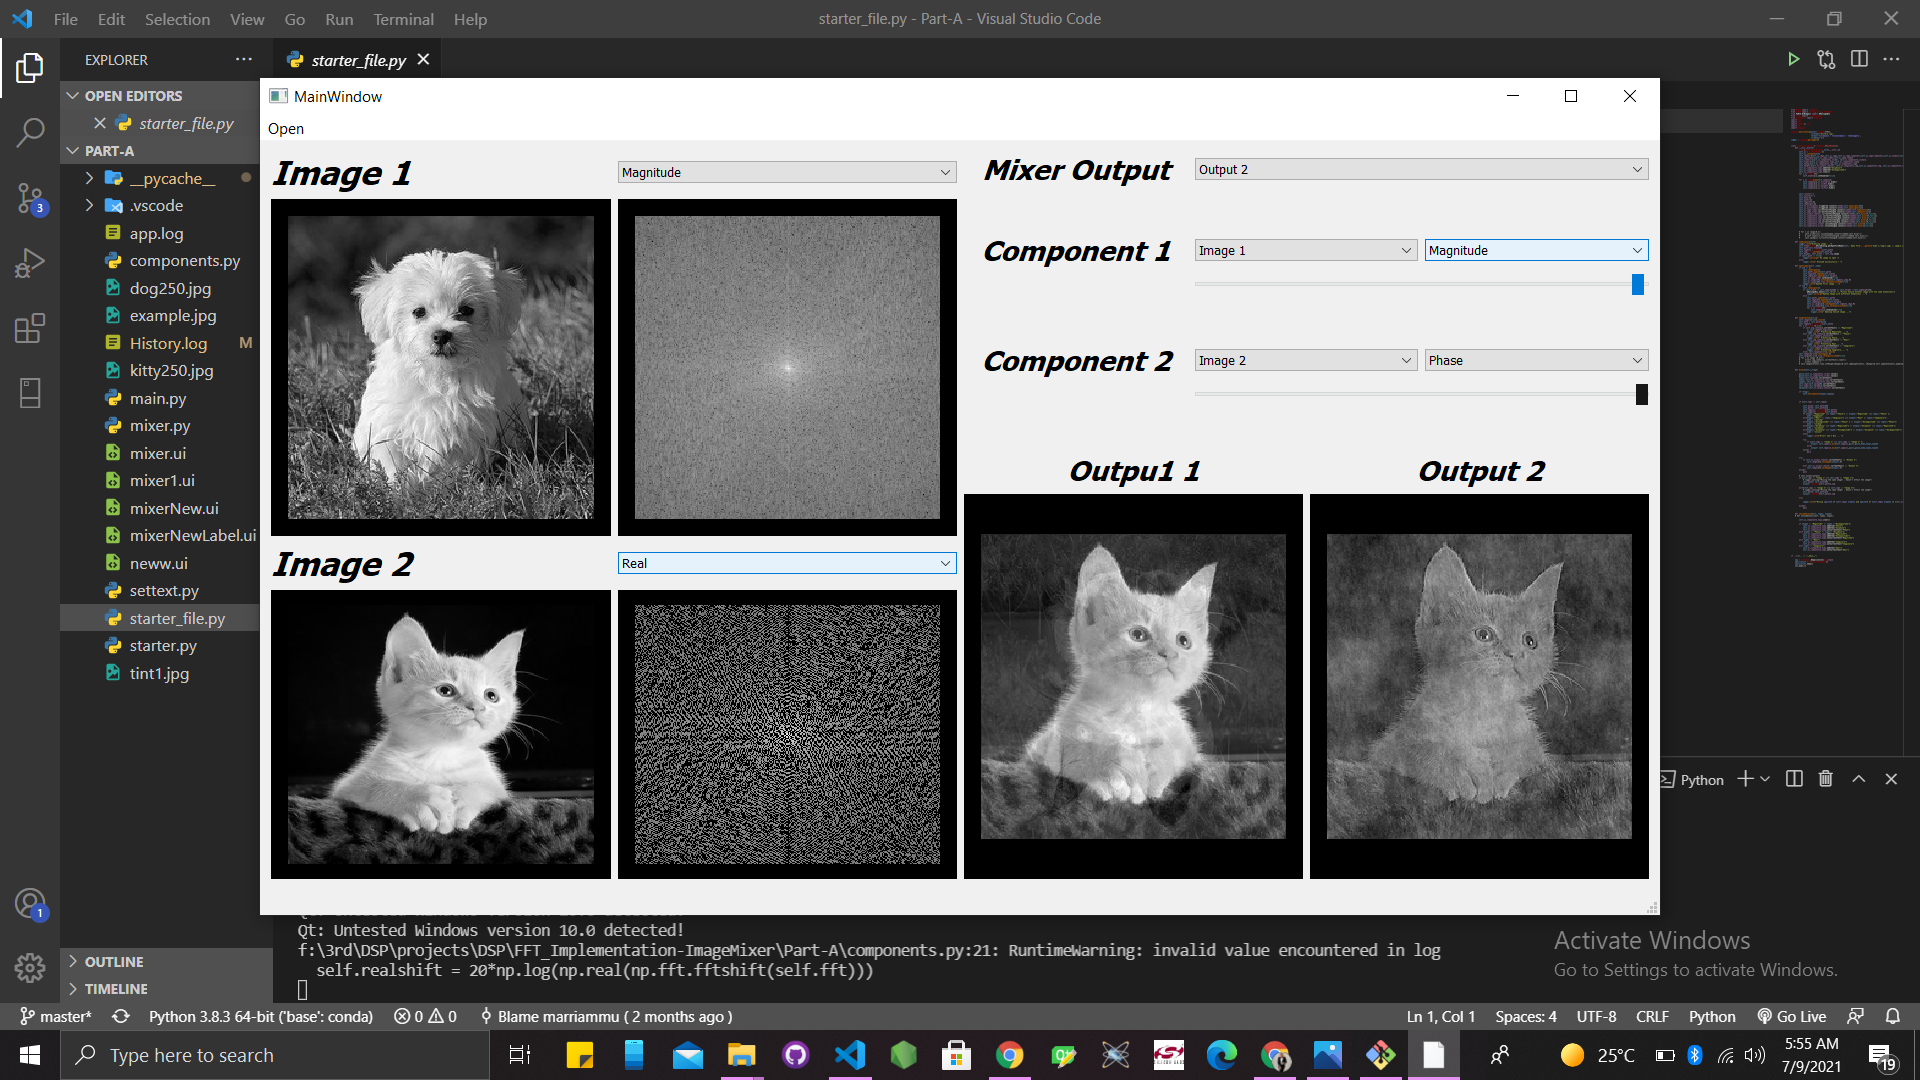 File Edit Selection View Go Run Terminal Help
starter_file.py - Part-A - Visual Studio Code
EXPLORER
starter_file.py
OPEN EDITORS
starter_file.py
PART-A
__pycache__
.vscode
app.log
components.py
dog250.jpg
example.jpg
History.log M
kitty250.jpg
main.py
mixer.py
mixer.ui
mixer1.ui
mixerNew.ui
mixerNewLabel.ui
neww.ui
settext.py
starter_file.py
starter.py
tint1.jpg
OUTLINE
TIMELINE
3
1
MainWindow
Open
Image 1
Magnitude
Mixer Output
Output 2
Component 1
Image 1
Magnitude
Component 2
Image 2
Phase
Outpu1 1
Output 2
Image 2
Real
Python
Qt: Untested Windows version 10.0 detected!
f:\3rd\DSP\projects\DSP\FFT_Implementation-ImageMixer\Part-A\components.py:21: RuntimeWarning: invalid value encountered in log
self.realshift = 20*np.log(np.real(np.fft.fftshift(self.fft)))
Activate Windows
Go to Settings to activate Windows.
master* Python 3.8.3 64-bit ('base': conda) 0 0 Blame marriammu ( 2 months ago ) Ln 1, Col 1 Spaces: 4 UTF-8 CRLF Python Go Live
Type here to search
25°C
5:55 AM
7/9/2021
19